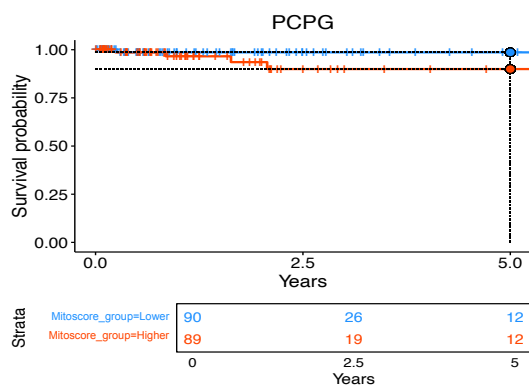 PCPG
Survival probability
1.00
0.75
0.50
0.25
0.00
0.0 2.5 5.0
Years
Strata
Mitoscore_group=Lower 90 26 12
Mitoscore_group=Higher 89 19 12
0 2.5 5
Years